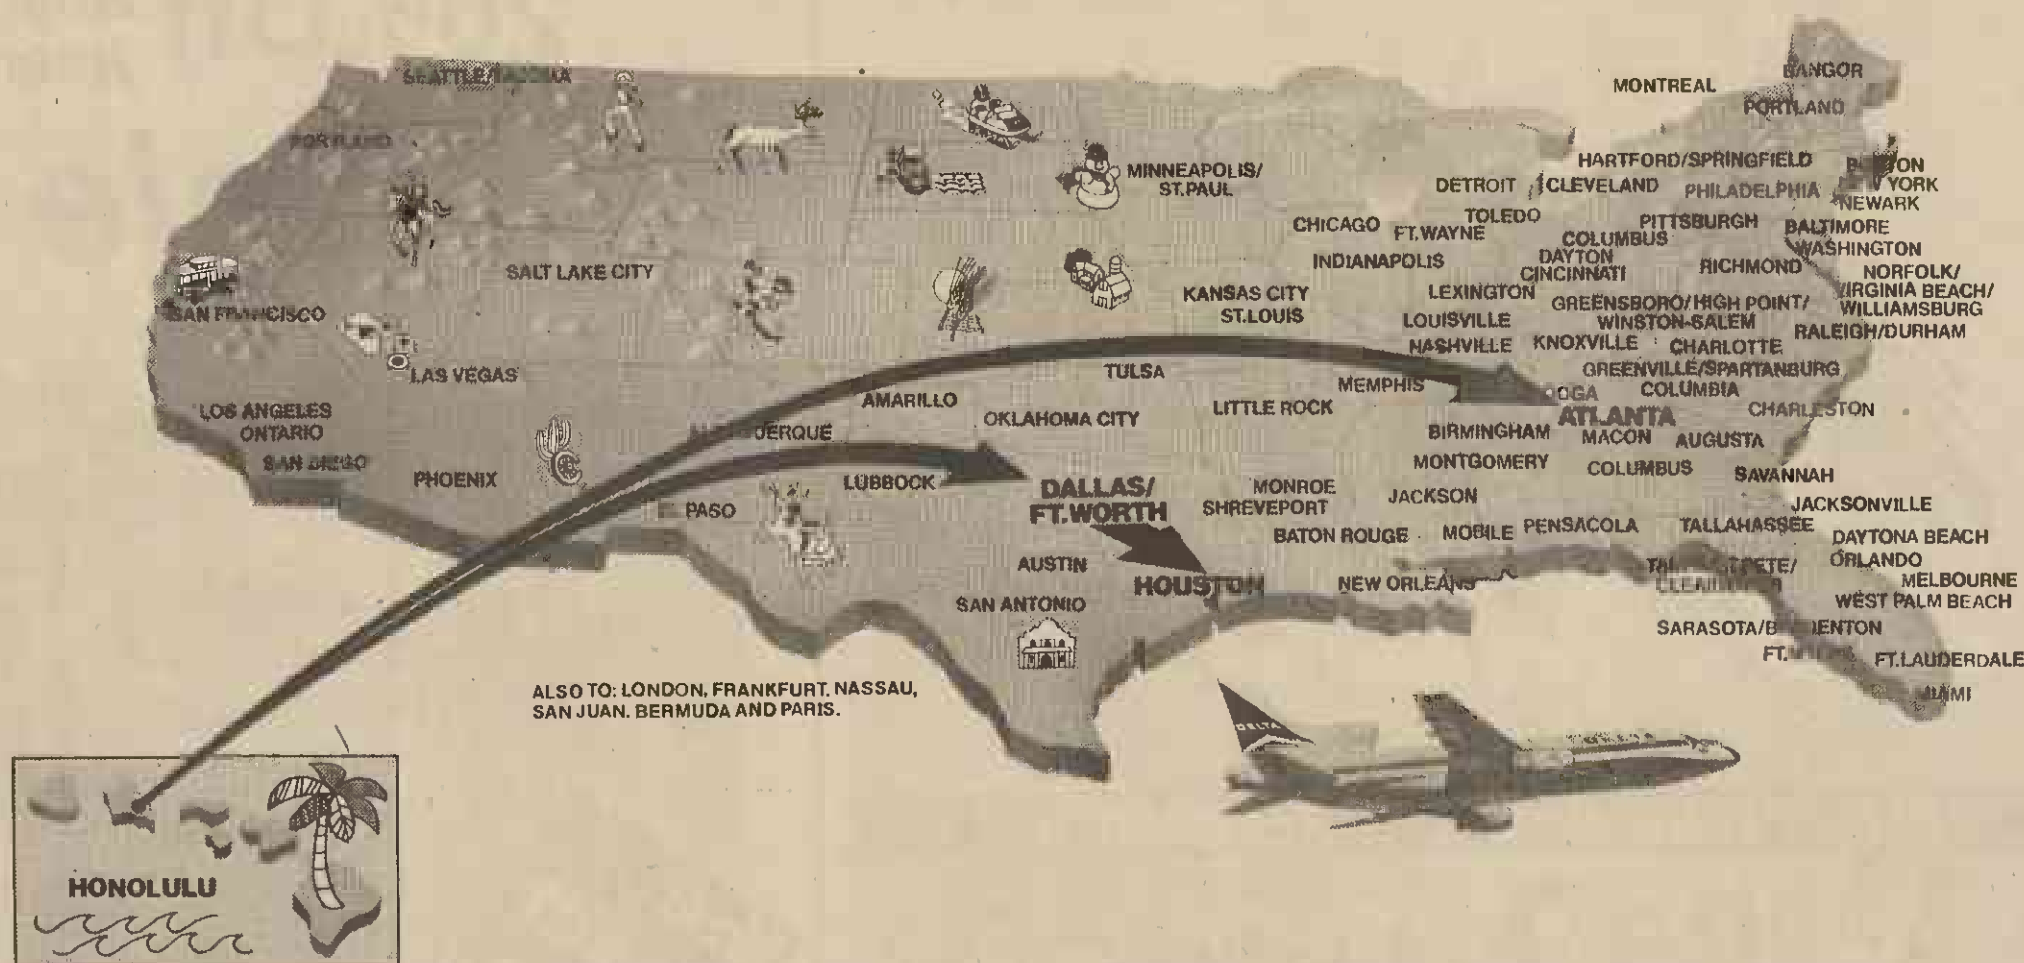 SEATTLE/TACOMA
MONTREAL
BANGOR
PORTLAND
PORTLAND
HARTFORD/SPRINGFIELD
MINNEAPOLIS/
ST.PAUL
DETROIT
CLEVELAND
PHILADELPHIA
YORK
NEWARK
CHICAGO
TOLEDO
FT.WAYNE
PITTSBURGH
COLUMBUS
BALTIMORE
WASHINGTON
INDIANAPOLIS
DAYTON
CINCINNATI
RICHMOND
SALT LAKE CITY
NORFOLK/
VIRGINIA BEACH/
WILLIAMSBURG
KANSAS CITY
ST.LOUIS
LEXINGTON
GREENSBORO/HIGH POINT/
WINSTON-SALEM
SAN FRANCISCO
LOUISVILLE
RALEIGH/DURHAM
NASHVILLE
KNOXVILLE
CHARLOTTE
LAS VEGAS
TULSA
GREENVILLE/SPARTANBURG
MEMPHIS
COLUMBIA
AMARILLO
LITTLE ROCK
OKLAHOMA CITY
ATLANTA
CHARLESTON
LOS ANGELES
ONTARIO
BIRMINGHAM
MACON
AUGUSTA
SAN DIEGO
PHOENIX
LUBBOCK
MONTGOMERY
COLUMBUS
SAVANNAH
DALLAS/
FT.WORTH
MONROE
SHREVEPORT
JACKSON
PASO
JACKSONVILLE
BATON ROUGE
MOBILE
PENSACOLA
TALLAHASSEE
DAYTONA BEACH
ORLANDO
AUSTIN
HOUSTON
NEW ORLEANS
MELBOURNE
WEST PALM BEACH
SAN ANTONIO
FT.LAUDERDALE
MIAMI
ALSO TO: LONDON, FRANKFURT, NASSAU,
SAN JUAN, BERMUDA AND PARIS.
DELTA
HONOLULU